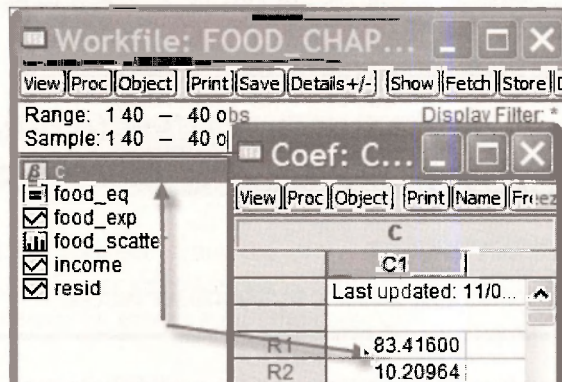 Workfile: FOOD_CHAP...
View Proc Object Print Save Details+/- Show Fetch Store D
Range: 1 40 – 40 obs
Display Filter: *
Sample: 1 40 – 40 o
β c
= food_eq
food_exp
food_scatte
income
resid
Coef: C...
View Proc Object Print Name Freez
C
C1
Last updated: 11/0...
R1 83.41600
R2 10.20964